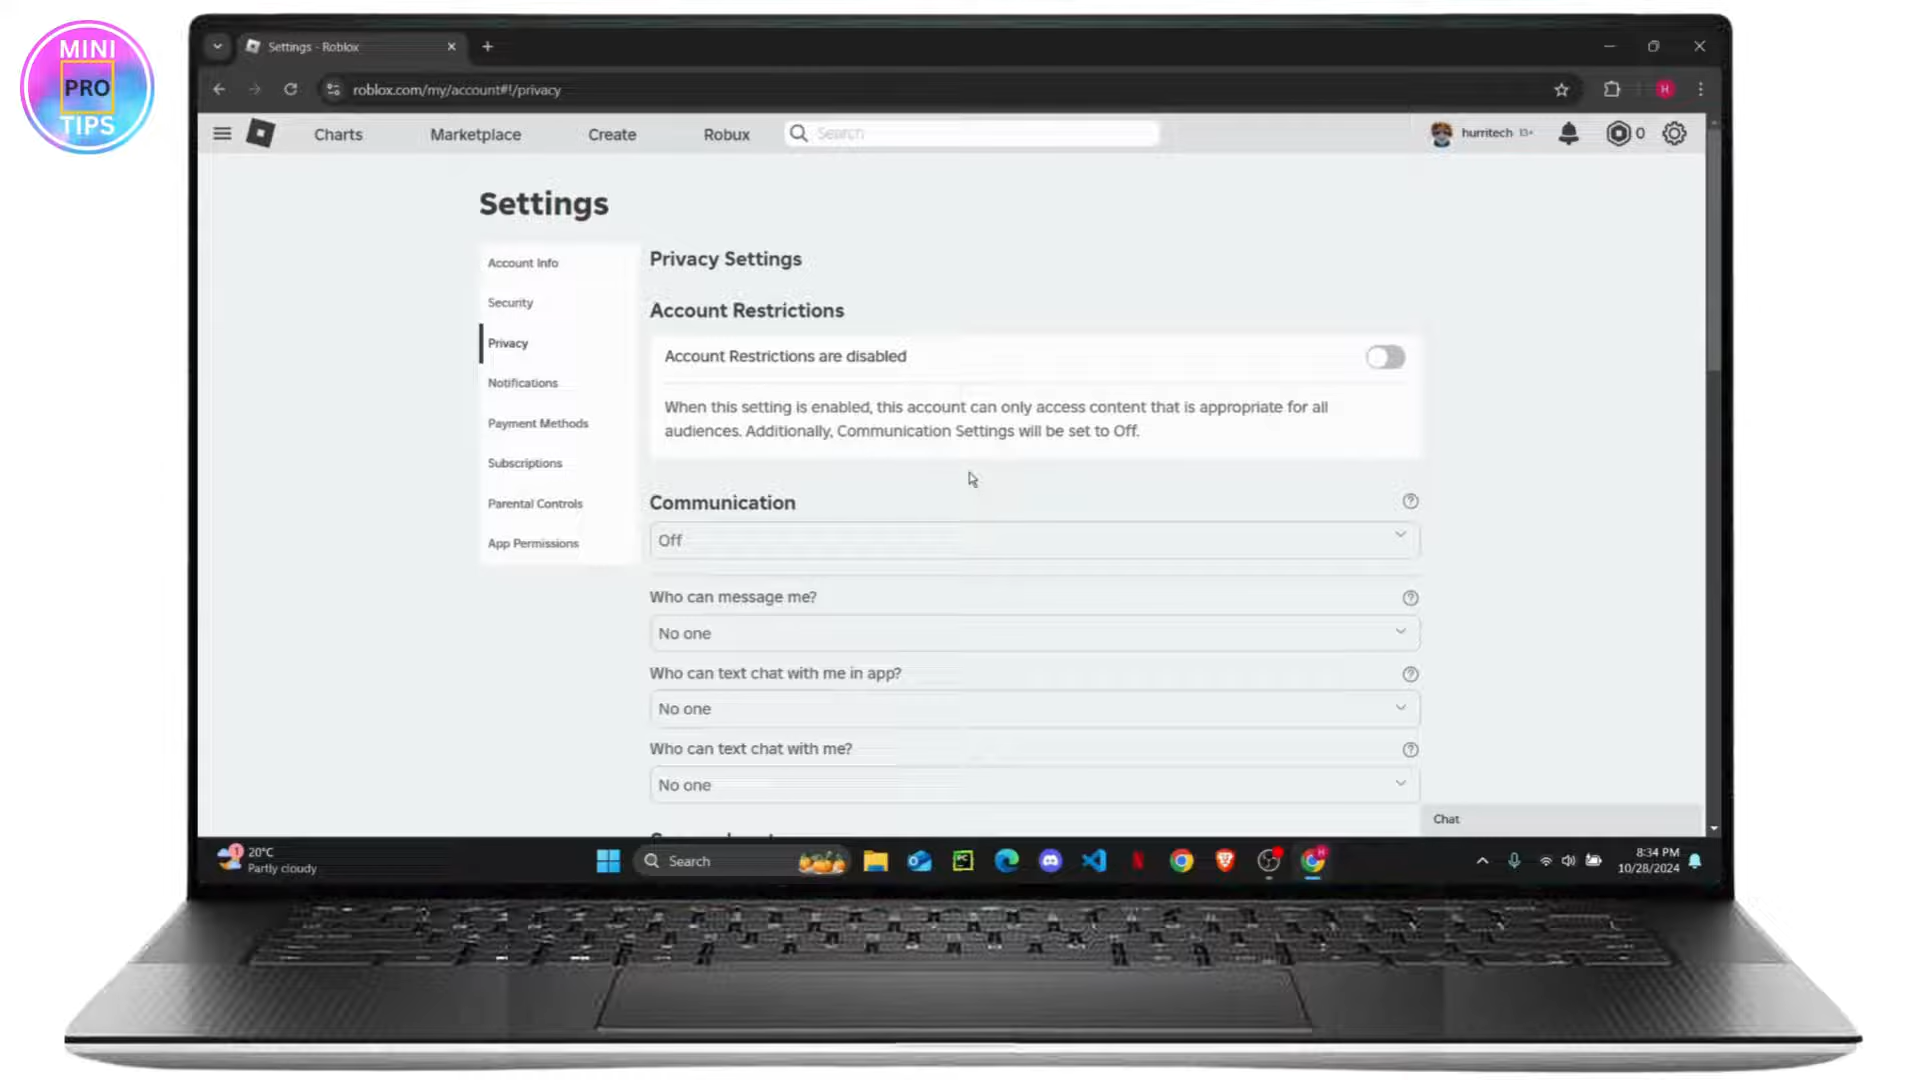 MINI
PRO
TIPS
Settings - Roblox
roblox.com/my/account#!/privacy
H
Charts
Marketplace
Create
Robux
Search
hurritech 13+
0
Settings
Account Info
Security
Privacy
Notifications
Payment Methods
Subscriptions
Parental Controls
App Permissions
Privacy Settings
Account Restrictions
Account Restrictions are disabled
When this setting is enabled, this account can only access content that is appropriate for all
audiences. Additionally, Communication Settings will be set to Off.
Communication
Off
Who can message me?
No one
Who can text chat with me in app?
No one
Who can text chat with me?
No one
Chat
1
20°C
Partly cloudy
Search
PC
H
8:34 PM
10/28/2024